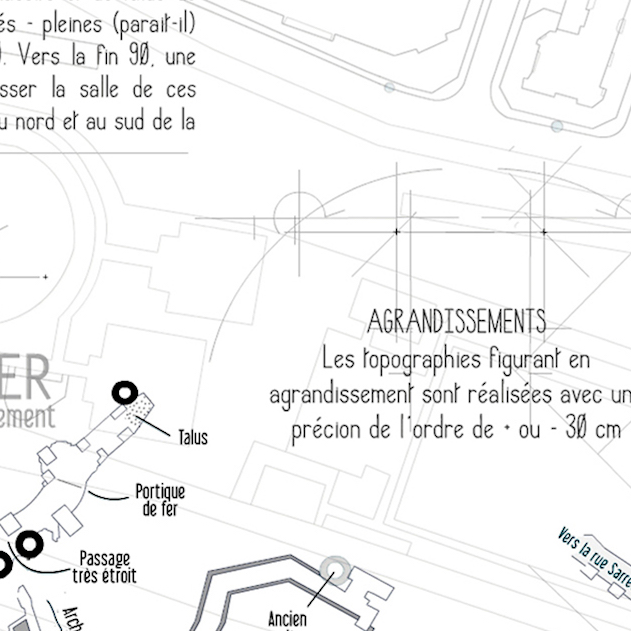 és - pleines (paraît-il)
. Vers la fin 90, une
sser la salle de ces
u nord et au sud de la
AGRANDISSEMENTS
Les topographies figurant en
agrandissement sont réalisées avec un
précion de l'ordre de + ou - 30 cm
ER
ement
Talus
Portique
de fer
Passage
très étroit
Arch
Ancien
Vers la rue Sarre